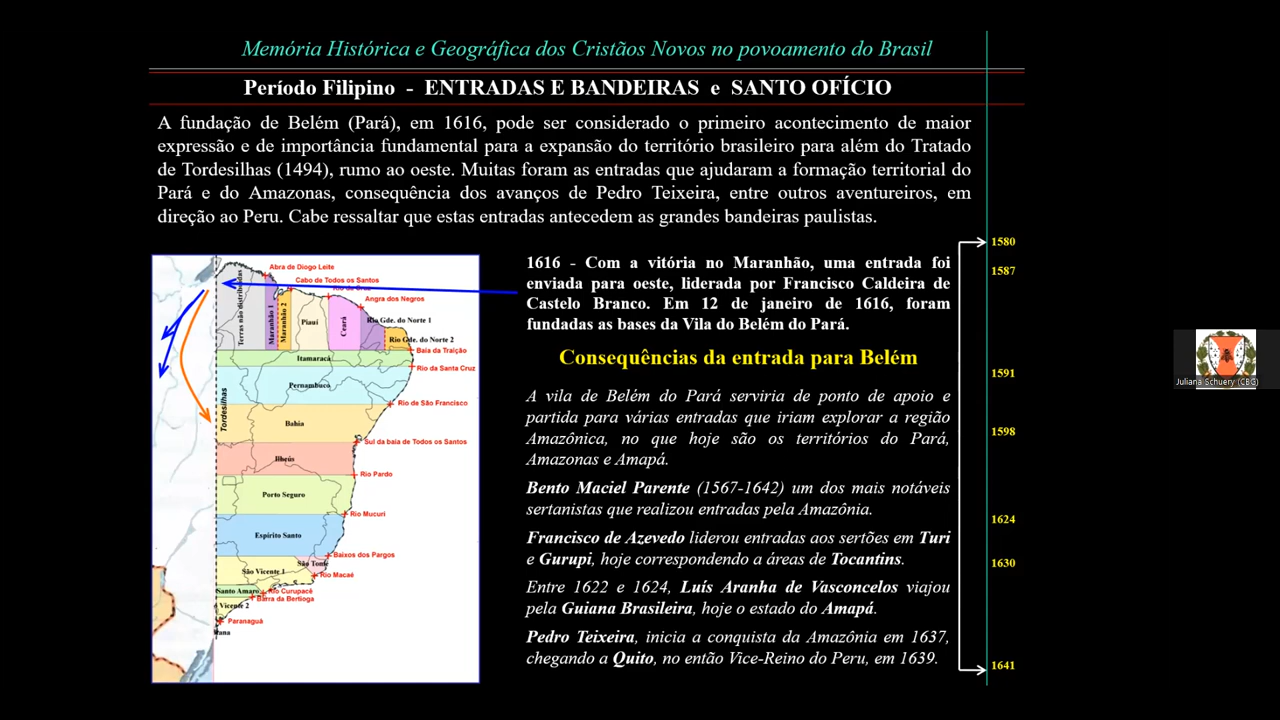 Memória Histórica e Geográfica dos Cristãos Novos no povoamento do Brasil
Período Filipino - ENTRADAS E BANDEIRAS e SANTO OFÍCIO
A fundação de Belém (Pará), em 1616, pode ser considerado o primeiro acontecimento de maior
expressão e de importância fundamental para a expansão do território brasileiro para além do Tratado
de Tordesilhas (1494), rumo ao oeste. Muitas foram as entradas que ajudaram a formação territorial do
Pará e do Amazonas, consequência dos avanços de Pedro Teixeira, entre outros aventureiros, em
direção ao Peru. Cabe ressaltar que estas entradas antecedem as grandes bandeiras paulistas.
Abra de Diogo Leite
Cabo de Todos os Santos
Rio da Cruz
Angra dos Negros
Terras não distribuídas
Maranhão 1
Maranhão 2
Piauí
Ceará
Rio Gde. do Norte 1
Rio Gde. do Norte 2
Baia da Traição
Itamaracá
Rio da Santa Cruz
Pernambuco
Tordesilhas
Rio de São Francisco
Bahia
Sul da baia de Todos os Santos
Ilhéus
Rio Pardo
Porto Seguro
Rio Mucuri
Espírito Santo
Baixos dos Pargos
São Tomé
São Vicente 1
Rio Macaé
Santo Amaro
Rio Curupacé
Barra da Bertioga
Vicente 2
Paranaguá
1616 - Com a vitória no Maranhão, uma entrada foi
enviada para oeste, liderada por Francisco Caldeira de
Castelo Branco. Em 12 de janeiro de 1616, foram
fundadas as bases da Vila do Belém do Pará.
Consequências da entrada para Belém
A vila de Belém do Pará serviria de ponto de apoio e
partida para várias entradas que iriam explorar a região
Amazônica, no que hoje são os territórios do Pará,
Amazonas e Amapá.
Bento Maciel Parente (1567-1642) um dos mais notáveis
sertanistas que realizou entradas pela Amazônia.
Francisco de Azevedo liderou entradas aos sertões em Turi
e Gurupi, hoje correspondendo a áreas de Tocantins.
Entre 1622 e 1624, Luís Aranha de Vasconcelos viajou
pela Guiana Brasileira, hoje o estado do Amapá.
Pedro Teixeira, inicia a conquista da Amazônia em 1637,
chegando a Quito, no então Vice-Reino do Peru, em 1639.
1580
1587
1591
1598
1624
1630
1641
Juliana Schuery (CBG)